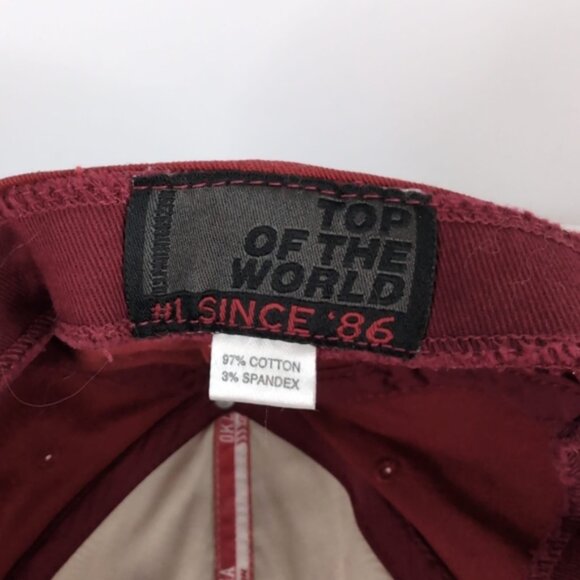 TOP
OF THE
WORLD
#1 SINCE '86
97% COTTON
3% SPANDEX